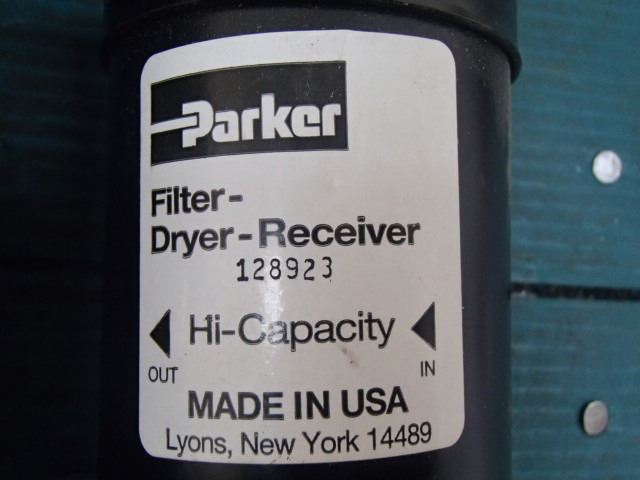 Parker
Filter-
Dryer-Receiver
128923
Hi-Capacity
OUT IN
MADE IN USA
Lyons, New York 14489